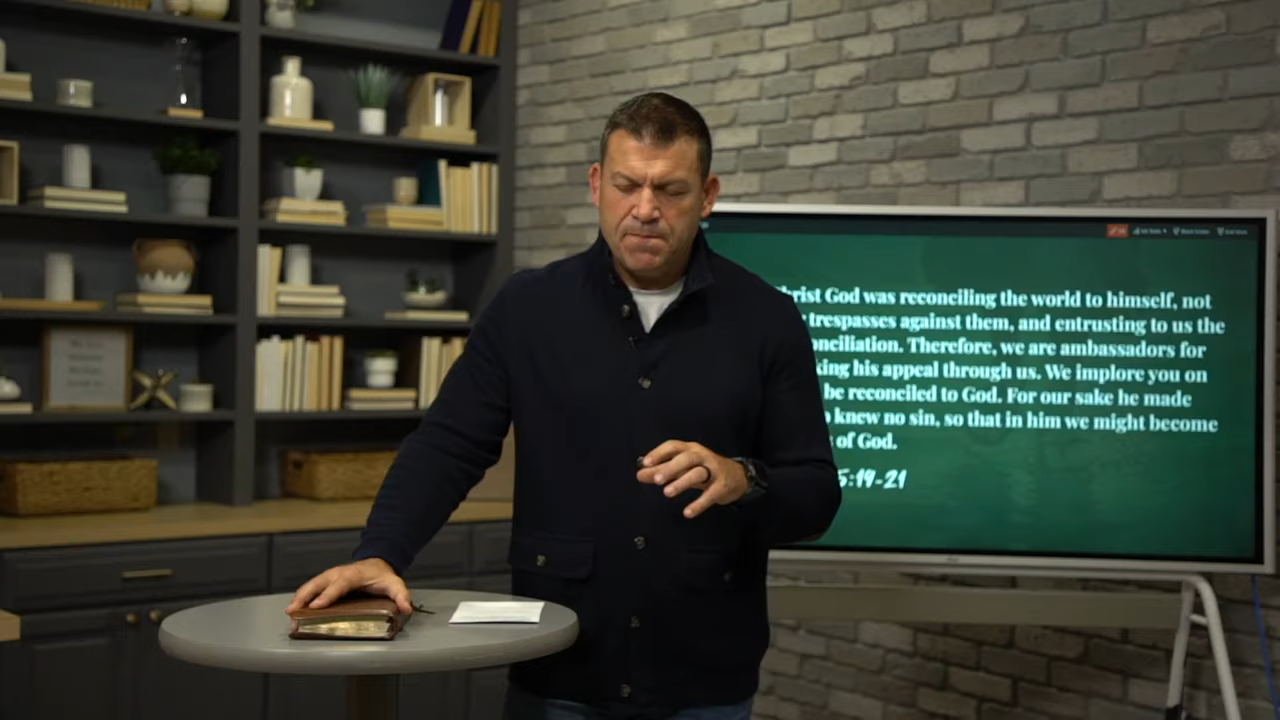 hrist God was reconciling the world to himself, not
trespasses against them, and entrusting to us the
onciliation. Therefore, we are ambassadors for
king his appeal through us. We implore you on
be reconciled to God. For our sake he made
knew no sin, so that in him we might become
of God.
5:19-21